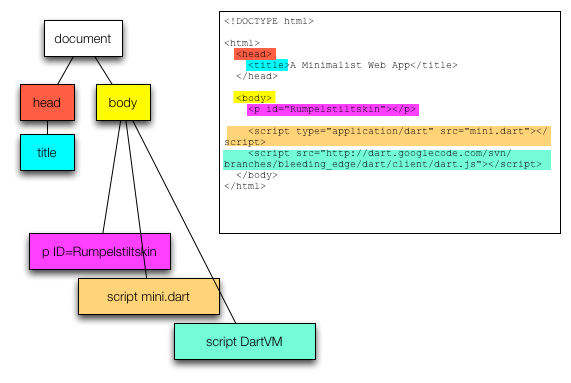 document
head
body
title
p ID=Rumpelstiltskin
script mini.dart
script DartVM
<!DOCTYPE html>
<html>
<head>
<title>A Minimalist Web App</title>
</head>
<body>
<p id="Rumpelstiltskin"></p>
<script type="application/dart" src="mini.dart"></
script>
<script src="http://dart.googlecode.com/svn/
branches/bleeding_edge/dart/client/dart.js"></script>
</body>
</html>